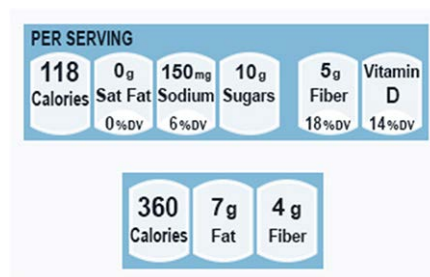 PER SERVING
118 0g 150mg 10g 5g Vitamin
Calories Sat Fat Sodium Sugars Fiber D
0%DV 6%DV 18%DV 14%DV
360 7g 4 g
Calories Fat Fiber